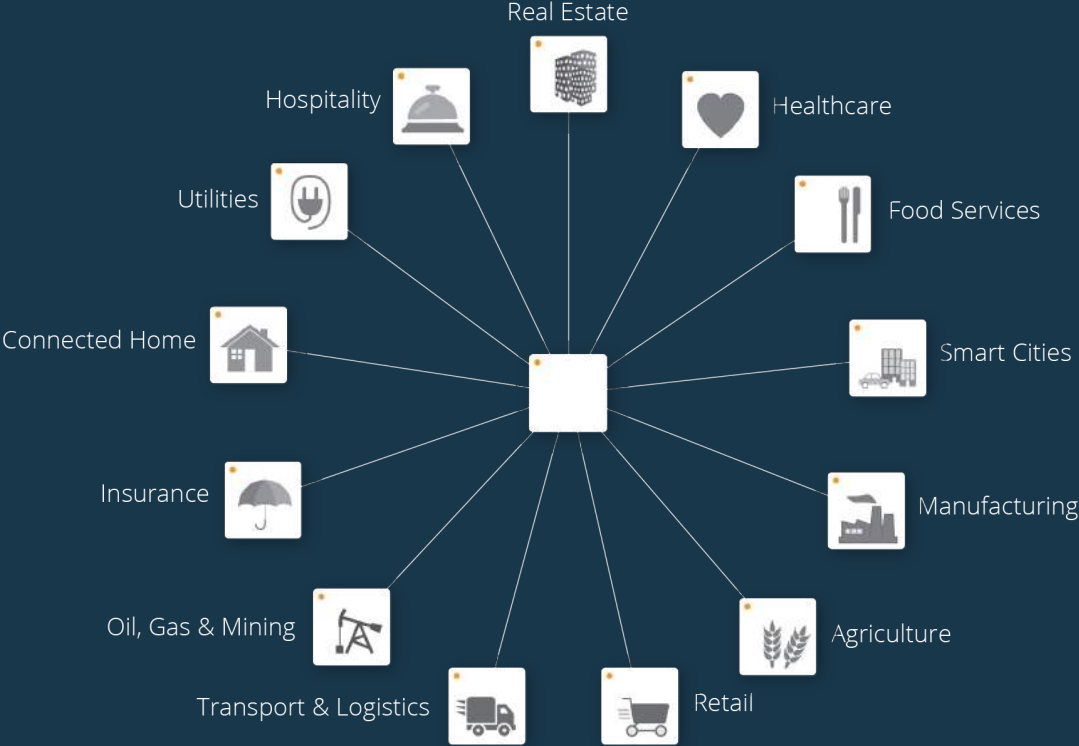 Real Estate
Hospitality
Healthcare
Utilities
Food Services
Connected Home
Smart Cities
Insurance
Manufacturing
Oil, Gas & Mining
Agriculture
Transport & Logistics
Retail